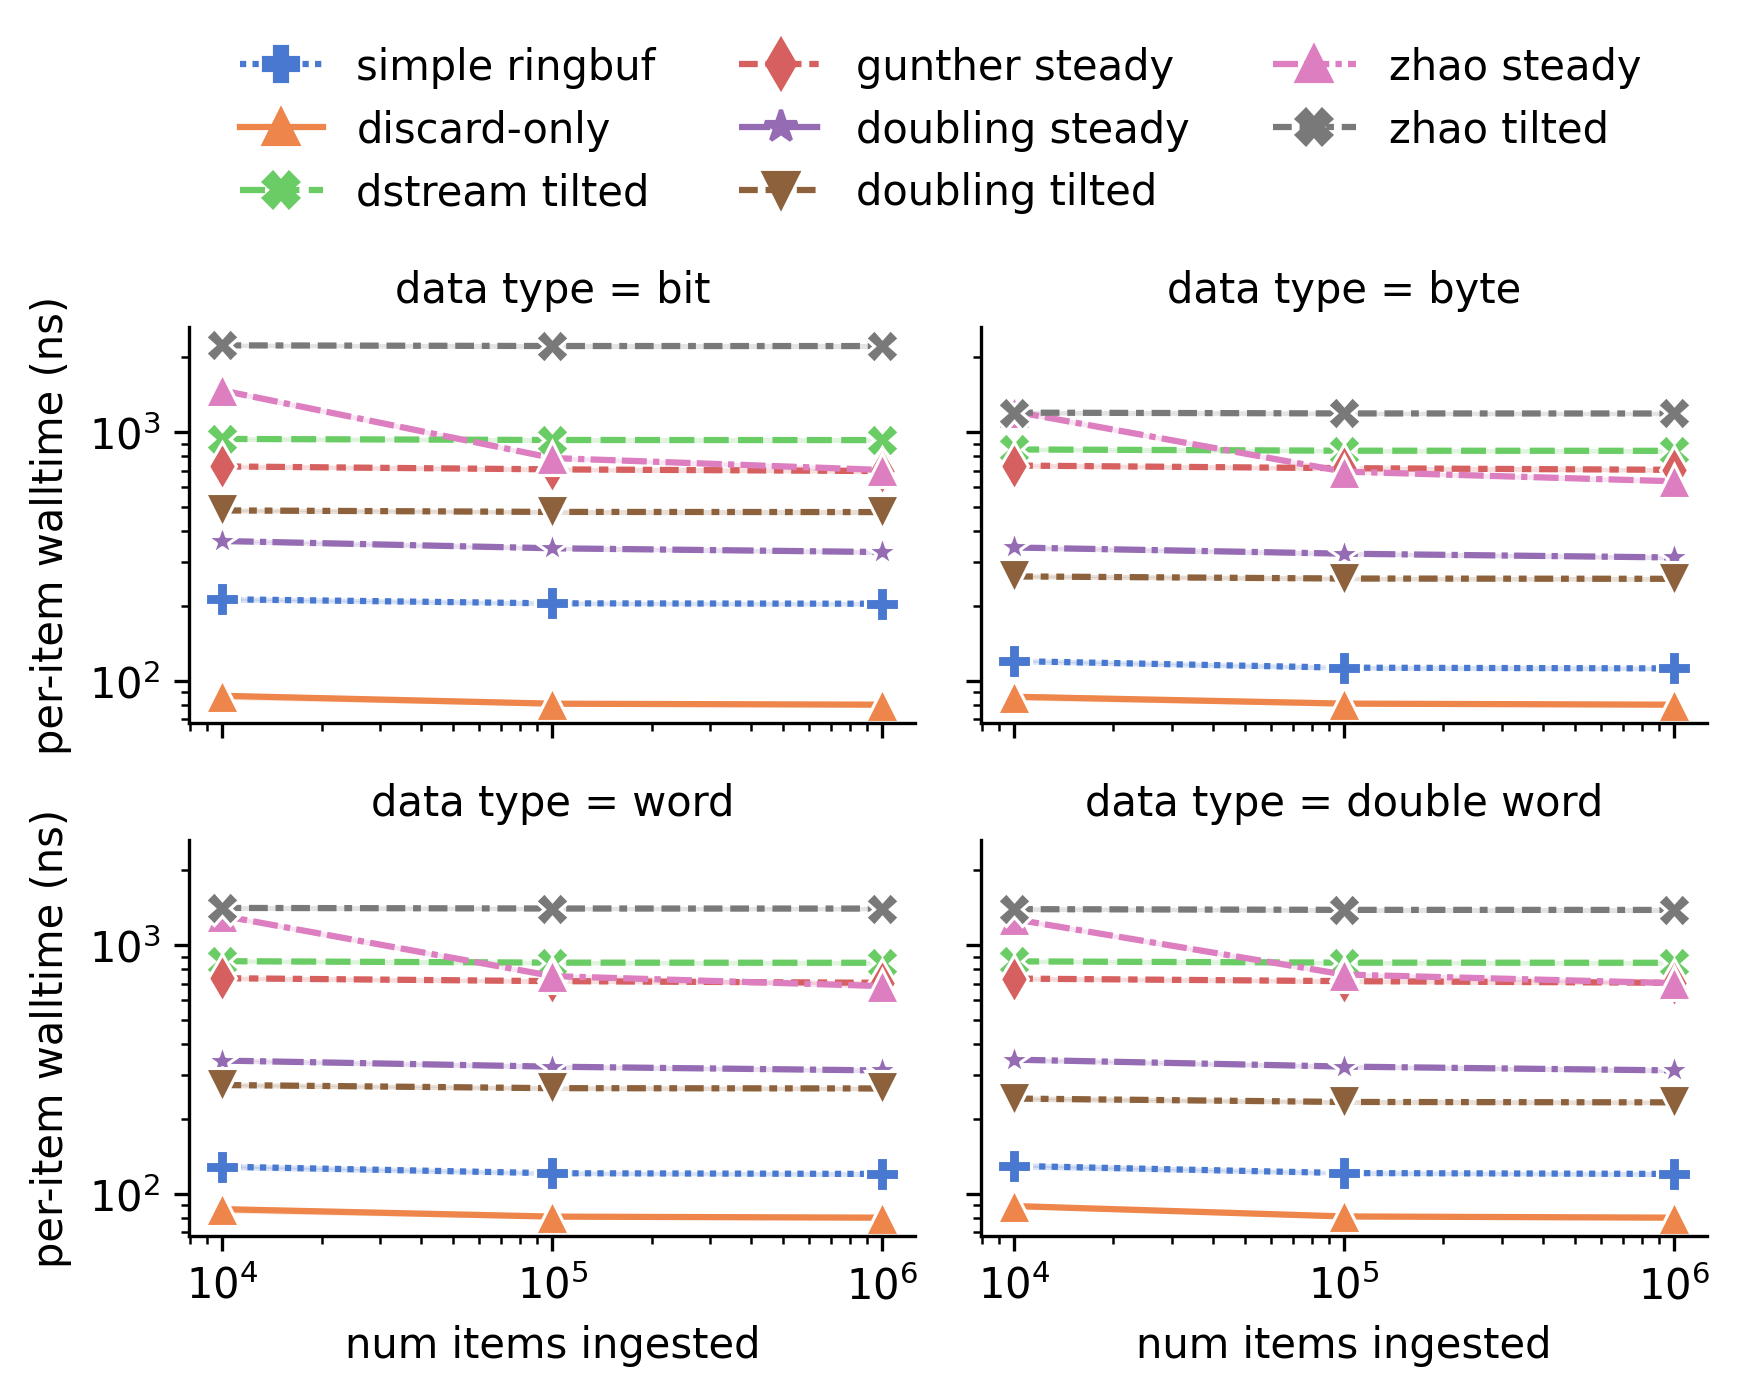 simple ringbuf
discard-only
dstream tilted
gunther steady
doubling steady
doubling tilted
zhao steady
zhao tilted
data type = bit
data type = byte
per-item walltime (ns)
10³
10²
data type = word
data type = double word
per-item walltime (ns)
10³
10²
10⁴ 10⁵ 10⁶
10⁴ 10⁵ 10⁶
num items ingested
num items ingested